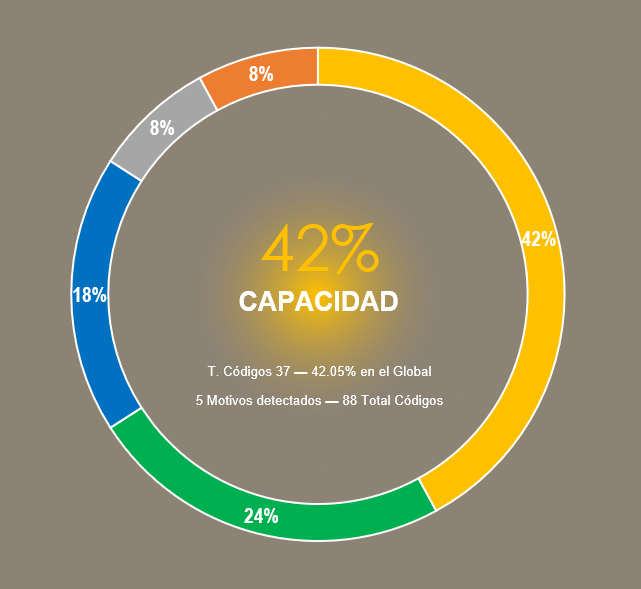 8%
8%
42%
42%
CAPACIDAD
18%
T. Códigos 37 — 42.05% en el Global
5 Motivos detectados — 88 Total Códigos
24%